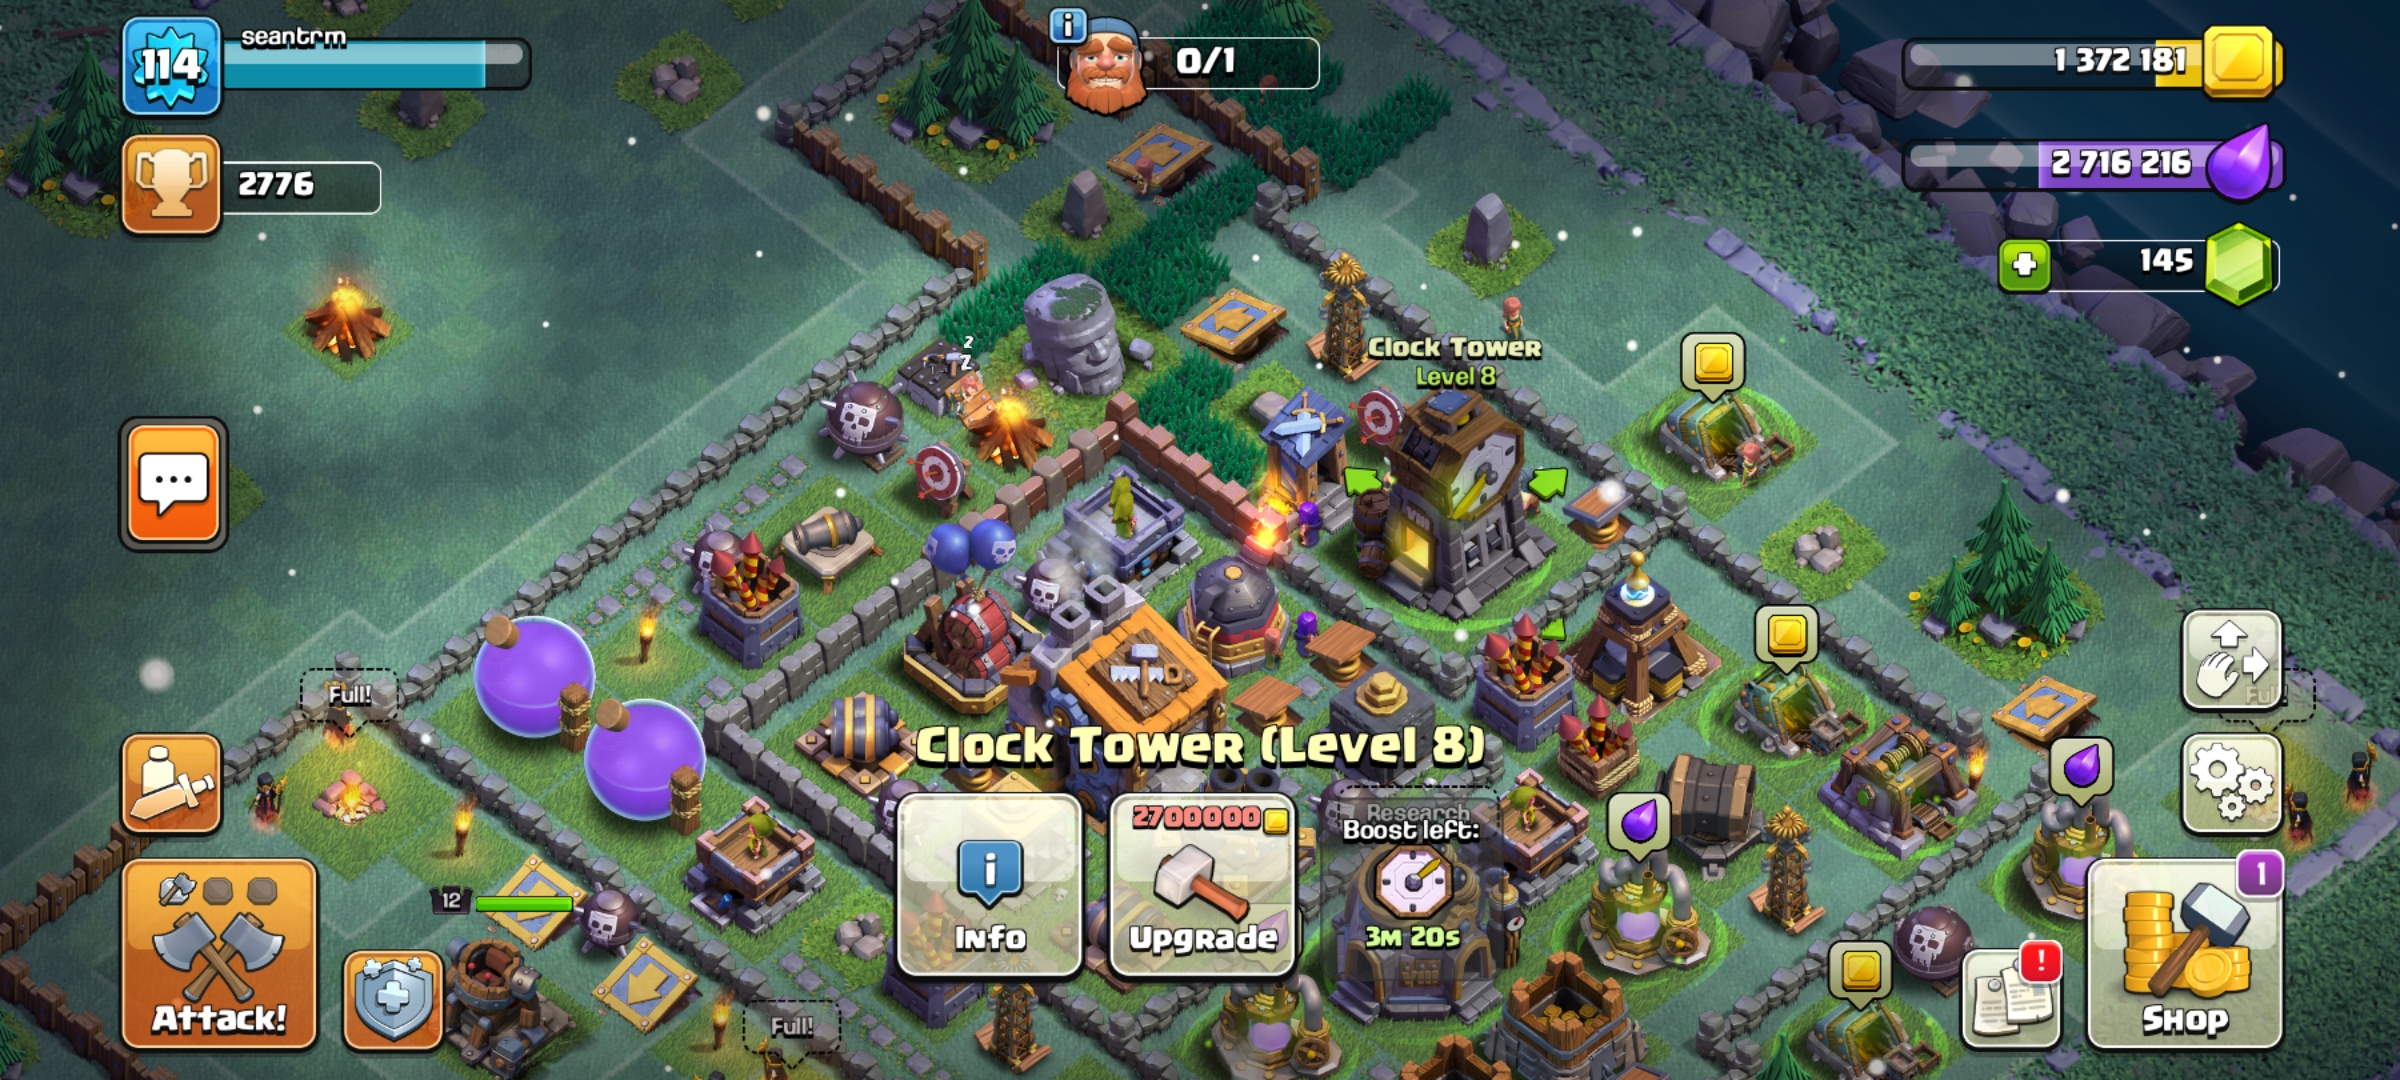 114
seantrm
0/1
1 372 181
2776
2 716 216
145
Clock Tower
Level 8
Full!
Full!
Clock Tower (Level 8)
2700000
Research
Boost left:
Info
Upgrade
3m 20s
12
1
Attack!
Full!
!
Shop